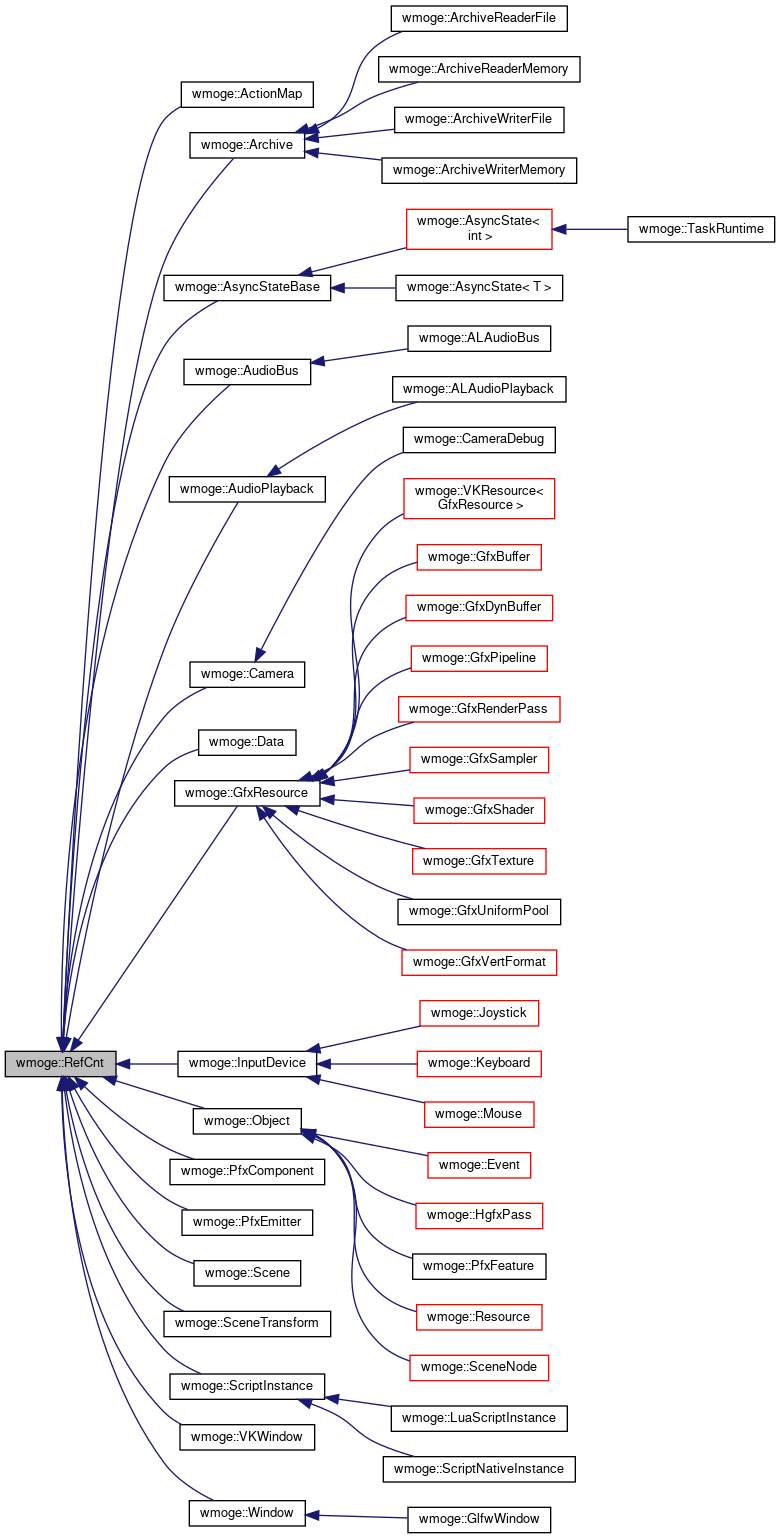 wmoge::ArchiveReaderFile
wmoge::ArchiveReaderMemory
wmoge::ActionMap
wmoge::ArchiveWriterFile
wmoge::Archive
wmoge::ArchiveWriterMemory
wmoge::AsyncState<
int >
wmoge::TaskRuntime
wmoge::AsyncStateBase
wmoge::AsyncState< T >
wmoge::ALAudioBus
wmoge::AudioBus
wmoge::ALAudioPlayback
wmoge::CameraDebug
wmoge::AudioPlayback
wmoge::VKResource<
GfxResource >
wmoge::GfxBuffer
wmoge::GfxDynBuffer
wmoge::GfxPipeline
wmoge::Camera
wmoge::GfxRenderPass
wmoge::Data
wmoge::GfxSampler
wmoge::GfxResource
wmoge::GfxShader
wmoge::GfxTexture
wmoge::GfxUniformPool
wmoge::GfxVertFormat
wmoge::Joystick
wmoge::RefCnt
wmoge::InputDevice
wmoge::Keyboard
wmoge::Mouse
wmoge::Object
wmoge::Event
wmoge::PfxComponent
wmoge::HgfxPass
wmoge::PfxEmitter
wmoge::PfxFeature
wmoge::Scene
wmoge::Resource
wmoge::SceneTransform
wmoge::SceneNode
wmoge::ScriptInstance
wmoge::LuaScriptInstance
wmoge::VKWindow
wmoge::ScriptNativeInstance
wmoge::Window
wmoge::GlfwWindow